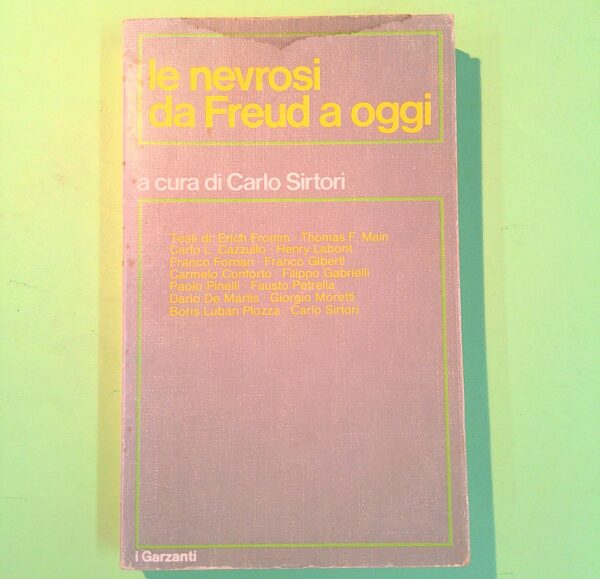 le nevrosi
da Freud a oggi
a cura di Carlo Sirtori
Testi di: Erich Fromm · Thomas F. Main
Carlo L. Cazzullo · Henry Laborit
Franco Fornari · Franco Giberti
Carmelo Conforto · Filippo Gabrielli
Paolo Pinelli · Fausto Petrella
Dario De Martis · Giorgio Moretti
Boris Luban Plozza · Carlo Sirtori
i Garzanti